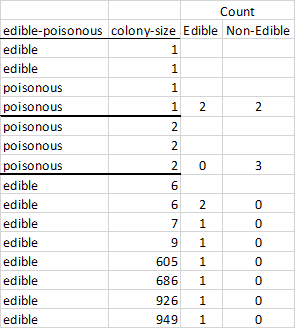 Count
edible-poisonous colony-size Edible Non-Edible
edible 1
edible 1
poisonous 1
poisonous 1 2 2
poisonous 2
poisonous 2
poisonous 2 0 3
edible 6
edible 6 2 0
edible 7 1 0
edible 9 1 0
edible 605 1 0
edible 686 1 0
edible 926 1 0
edible 949 1 0